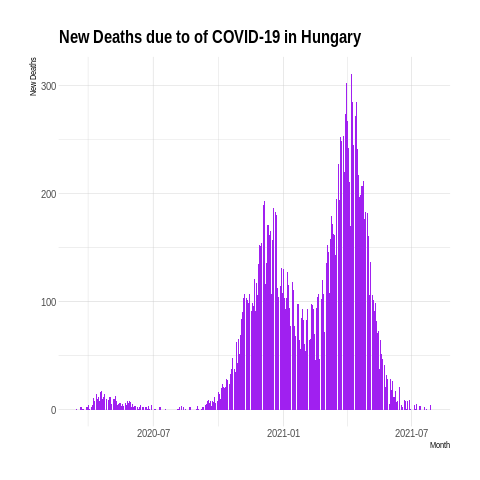 New Deaths due to of COVID-19 in Hungary
New Deaths
300
200
100
0
2020-07
2021-01
2021-07
Month